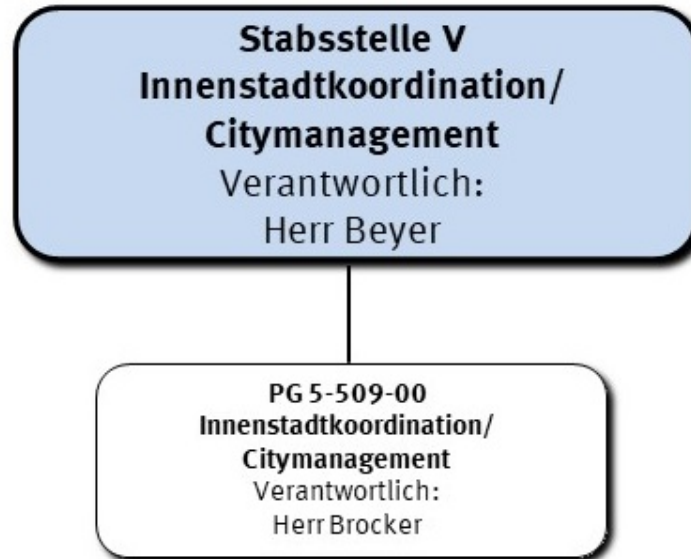 Stabsstelle V
Innenstadtkoordination/
Citymanagement
Verantwortlich:
Herr Beyer
PG 5-509-00
Innenstadtkoordination/
Citymanagement
Verantwortlich:
Herr Brocker